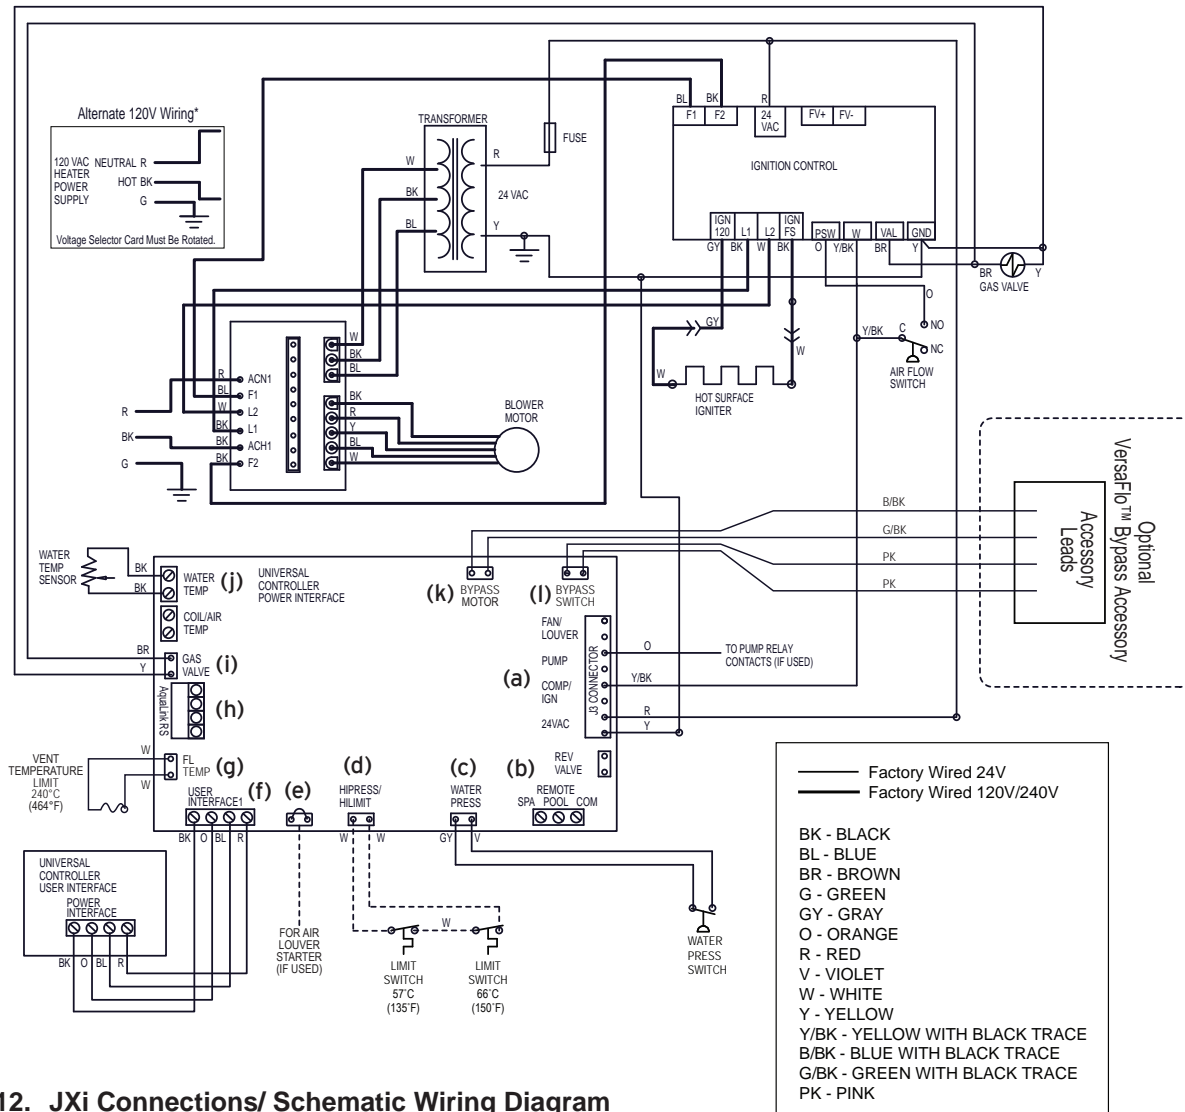 Alternate 120V Wiring*
120 VAC
HEATER
POWER
SUPPLY
NEUTRAL R
HOT BK
G
Voltage Selector Card Must Be Rotated.
TRANSFORMER
W
BK
BL
R
24 VAC
Y
FUSE
BL
BK
R
F1
F2
24
VAC
FV+
FV-
IGNITION CONTROL
IGN
120
L1
L2
IGN
FS
PSW
W
VAL
GND
GY
BK
W
BK
O
Y/BK
BR
Y
BR
Y
GAS VALVE
O
NO
Y/BK
C
NC
AIR FLOW
SWITCH
GY
W
W
HOT SURFACE
IGNITER
R
BK
G
R
BL
W
BK
BK
BK
ACN1
F1
L2
L1
ACH1
F2
W
BK
BL
BK
R
Y
BL
W
BLOWER
MOTOR
B/BK
G/BK
PK
PK
Accessory
Leads
Optional
VersaFlo™ Bypass Accessory
WATER
TEMP
SENSOR
BK
BK
WATER
TEMP
(j)
UNIVERSAL
CONTROLLER
POWER INTERFACE
COIL/AIR
TEMP
BR
Y
GAS
VALVE
(i)
AquaLink RS
(h)
(k)
BYPASS
MOTOR
(l)
BYPASS
SWITCH
FAN/
LOUVER
PUMP
COMP/
IGN
24VAC
(a)
J3 CONNECTOR
O
TO PUMP RELAY
CONTACTS (IF USED)
Y/BK
R
Y
REV
VALVE
VENT
TEMPERATURE
LIMIT
240°C
(464°F)
W
W
FL
TEMP
(g)
USER
INTERFACE1
(f)
(e)
(d)
HIPRESS/
HILIMIT
(c)
WATER
PRESS
(b)
REMOTE
SPA POOL COM
BK
O
BL
R
W
W
GY
V
UNIVERSAL
CONTROLLER
USER INTERFACE
POWER
INTERFACE
BK
O
BL
R
FOR AIR
LOUVER
STARTER
(IF USED)
W
LIMIT
SWITCH
57˚C
(135˚F)
LIMIT
SWITCH
66˚C
(150˚F)
WATER
PRESS
SWITCH
Factory Wired 24V
Factory Wired 120V/240V
BK - BLACK
BL - BLUE
BR - BROWN
G - GREEN
GY - GRAY
O - ORANGE
R - RED
V - VIOLET
W - WHITE
Y - YELLOW
Y/BK - YELLOW WITH BLACK TRACE
B/BK - BLUE WITH BLACK TRACE
G/BK - GREEN WITH BLACK TRACE
PK - PINK
12. JXi Connections/ Schematic Wiring Diagram